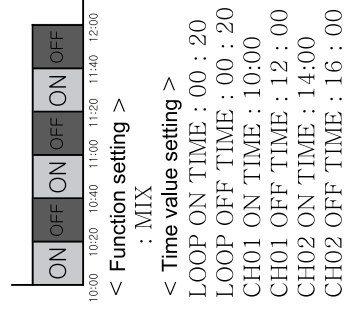 ON OFF ON OFF ON OFF
10:00 10:20 10:40 11:00 11:20 11:40 12:00
< Function setting >
: MIX
< Time value setting >
LOOP ON TIME : 00 : 20
LOOP OFF TIME : 00 : 20
CH01 ON TIME : 10:00
CH01 OFF TIME : 12 : 00
CH02 ON TIME : 14:00
CH02 OFF TIME : 16 : 00